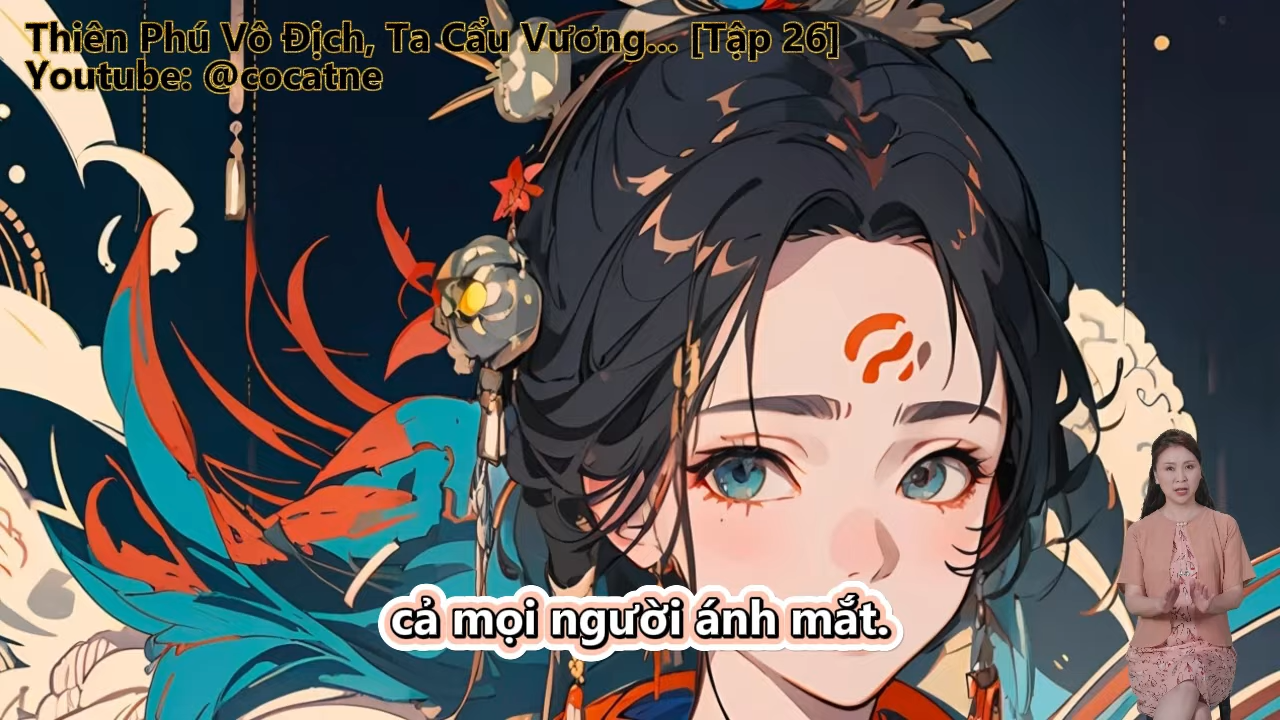 Thiên Phú Vô Địch, Ta Cẩu Vương... [Tập 26]
Youtube: @cocatne
cả mọi người ánh mắt.